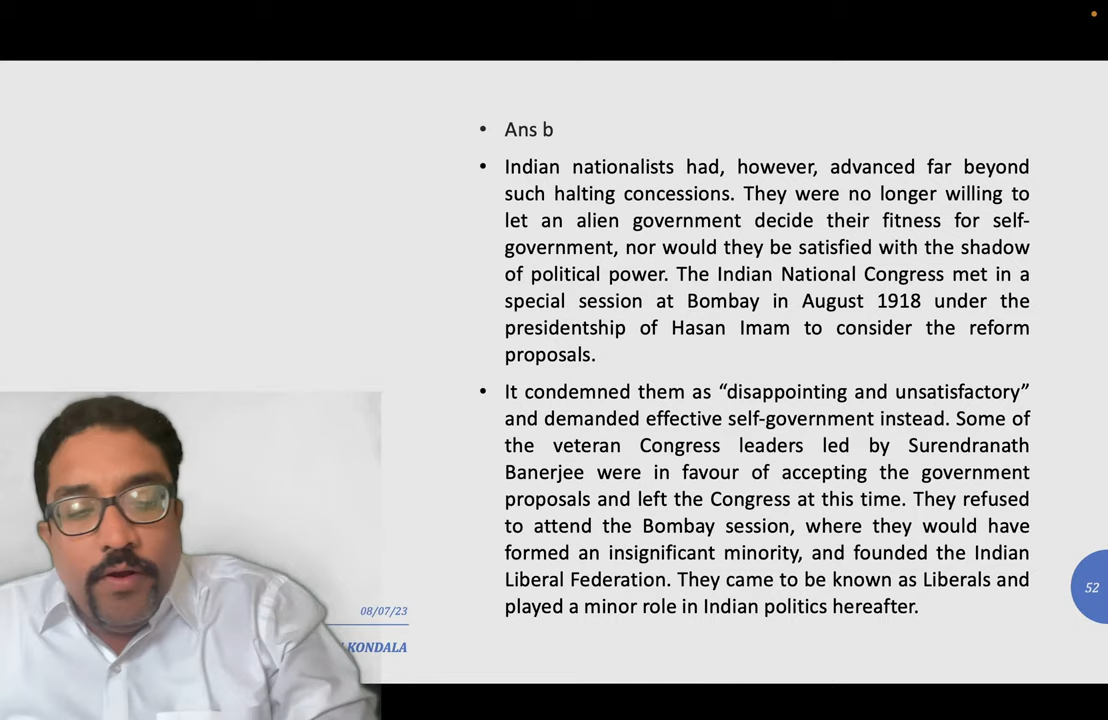 • Ans b
• Indian nationalists had, however, advanced far beyond
such halting concessions. They were no longer willing to
let an alien government decide their fitness for self-
government, nor would they be satisfied with the shadow
of political power. The Indian National Congress met in a
special session at Bombay in August 1918 under the
presidentship of Hasan Imam to consider the reform
proposals.
• It condemned them as “disappointing and unsatisfactory”
and demanded effective self-government instead. Some of
the veteran Congress leaders led by Surendranath
Banerjee were in favour of accepting the government
proposals and left the Congress at this time. They refused
to attend the Bombay session, where they would have
formed an insignificant minority, and founded the Indian
Liberal Federation. They came to be known as Liberals and
played a minor role in Indian politics hereafter.
52
08/07/23
KONDALA